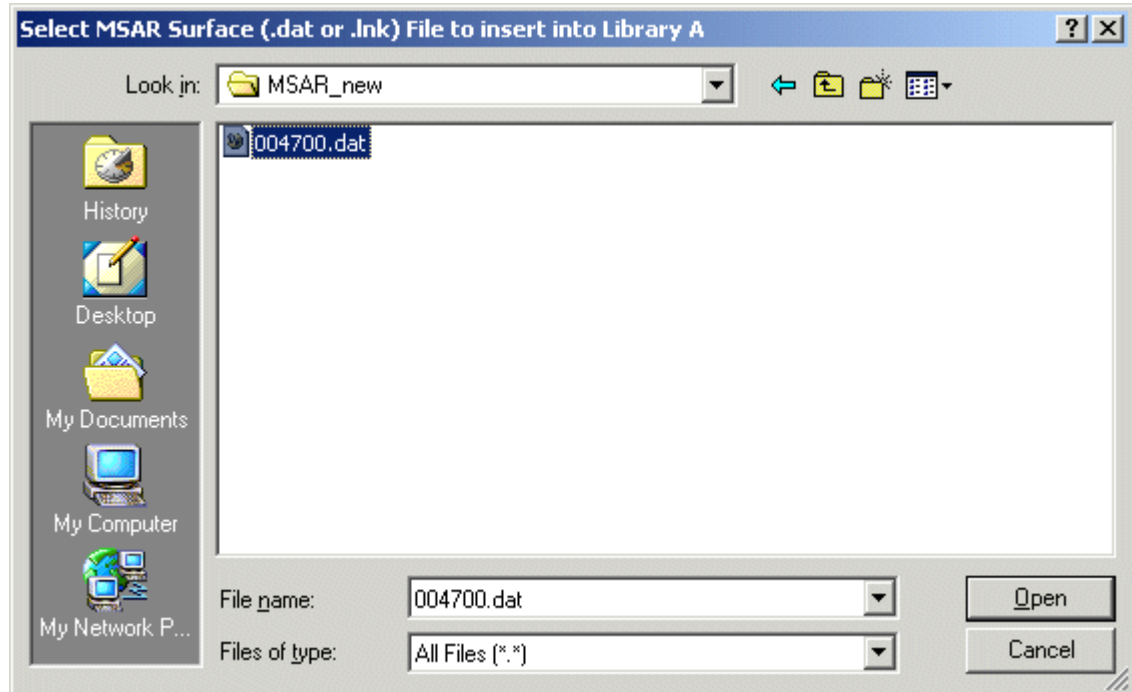 Select MSAR Surface (.dat or .lnk) File to insert into Library A
Look in: MSAR_new
004700.dat
History
Desktop
My Documents
My Computer
My Network P...
File name: 004700.dat Open
Files of type: All Files (*.*) Cancel